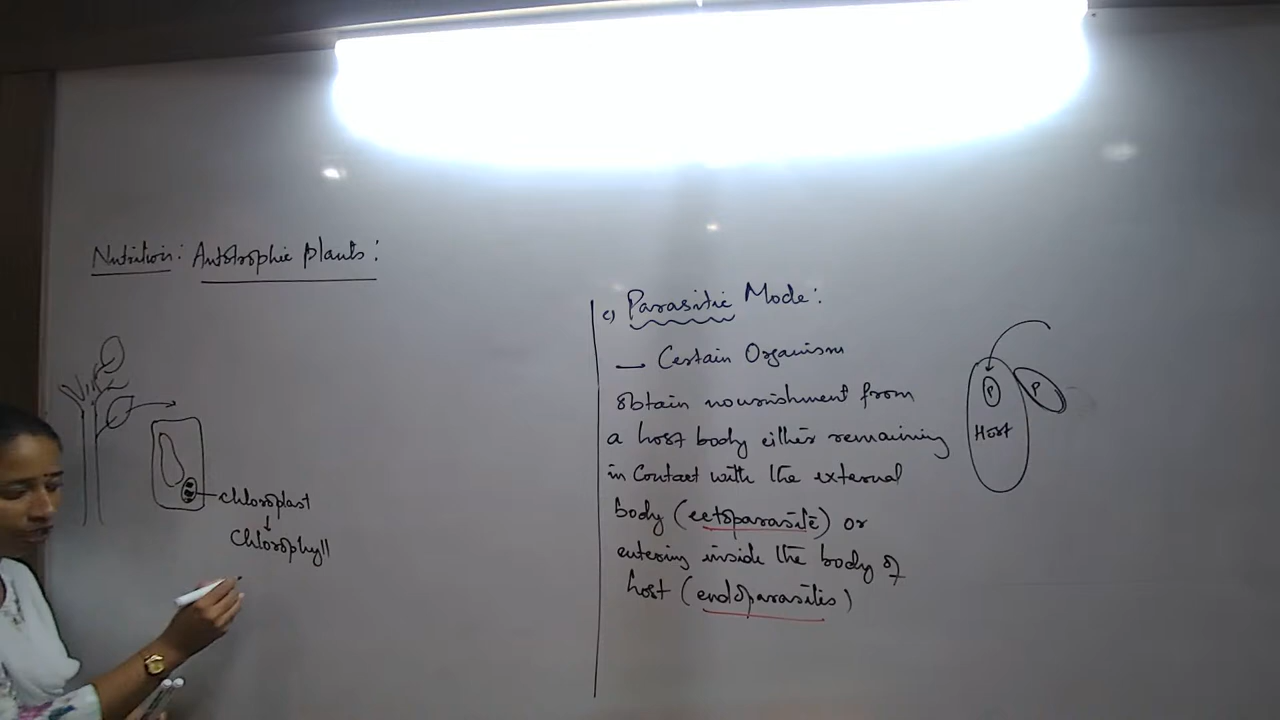 Nutrition: Autotrophic plants:
chloroplast
↓
Chlorophyll
c) Parasitic Mode:
— Certain Organism
obtain nourishment from
a host body either remaining
in contact with the external
body (ectoparasite) or
entering inside the body of
host (endoparasites)
P
P
Host